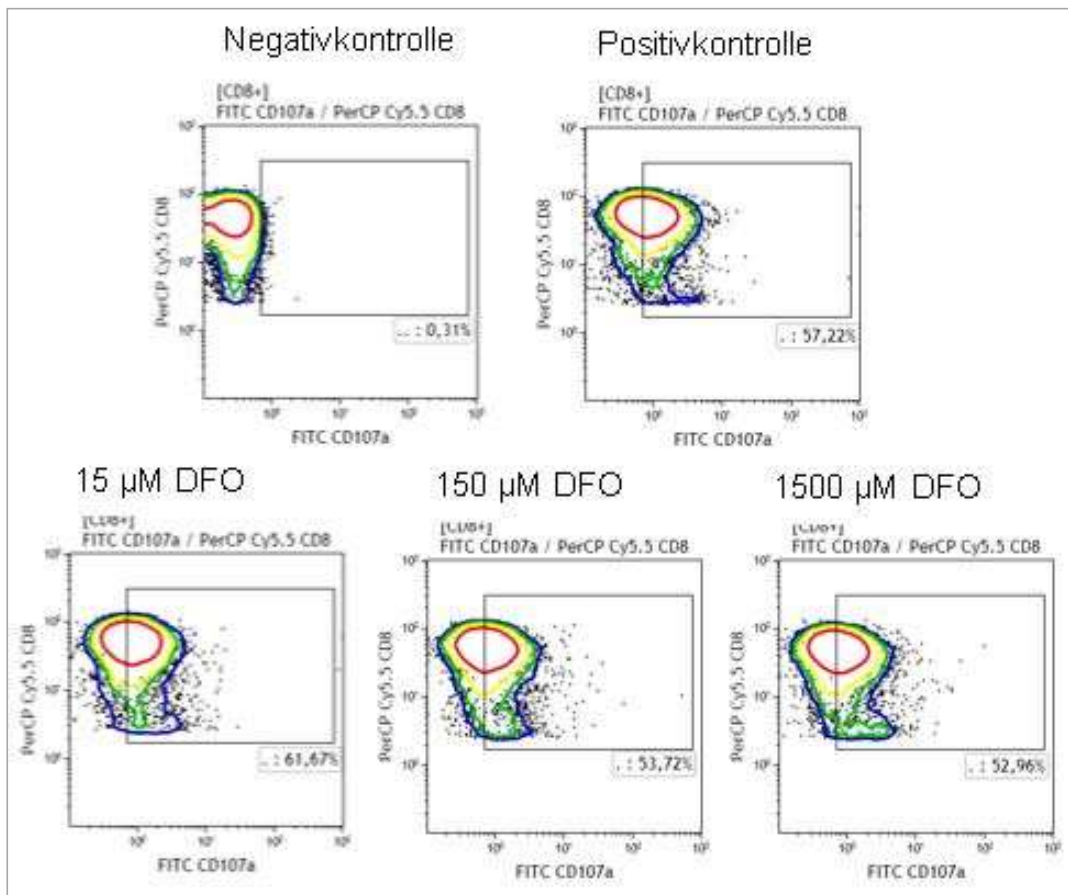 Negativkontrolle
Positivkontrolle
[CD8+]
FITC CD107a / PerCP Cy5.5 CD8
PerCP Cy5.5 CD8
.. : 0,31%
FITC CD107a
[CD8+]
FITC CD107a / PerCP Cy5.5 CD8
PerCP Cy5.5 CD8
. : 57,22%
FITC CD107a
15 µM DFO
150 µM DFO
1500 µM DFO
[CD8+]
FITC CD107a / PerCP Cy5.5 CD8
PerCP Cy5.5 CD8
. : 61,67%
FITC CD107a
[CD8+]
FITC CD107a / PerCP Cy5.5 CD8
PerCP Cy5.5 CD8
. : 53,72%
FITC CD107a
[CD8+]
FITC CD107a / PerCP Cy5.5 CD8
PerCP Cy5.5 CD8
. : 52,96%
FITC CD107a